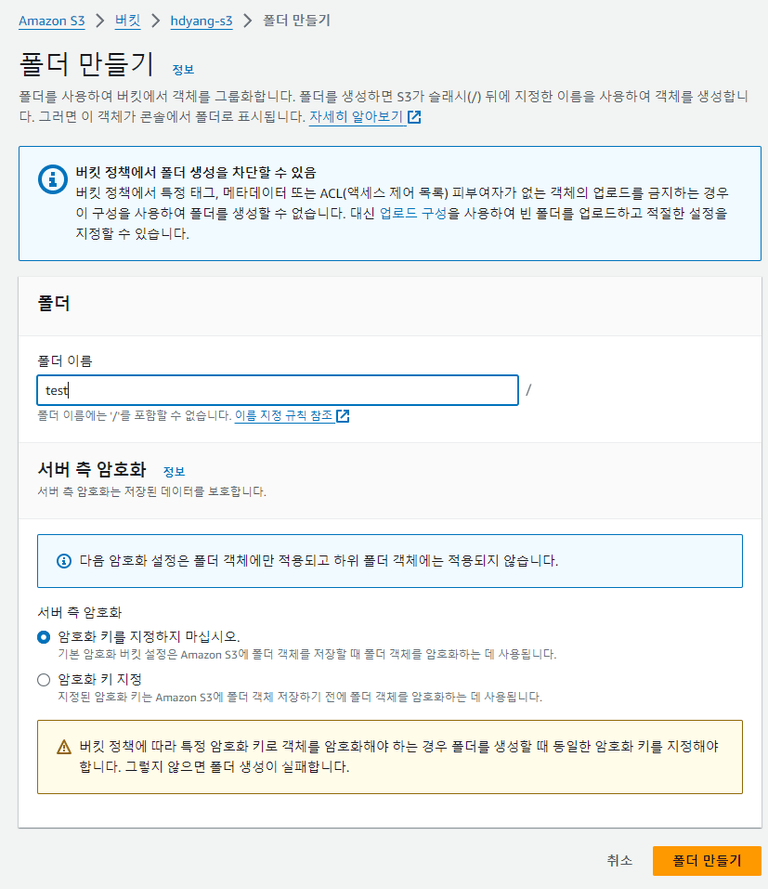 Amazon S3 > 버킷 > hdyang-s3 > 폴더 만들기
폴더 만들기 정보
폴더를 사용하여 버킷에서 객체를 그룹화합니다. 폴더를 생성하면 S3가 슬래시(/) 뒤에 지정한 이름을 사용하여 객체를 생성합니
다. 그러면 이 객체가 콘솔에서 폴더로 표시됩니다. 자세히 알아보기
버킷 정책에서 폴더 생성을 차단할 수 있음
버킷 정책에서 특정 태그, 메타데이터 또는 ACL(액세스 제어 목록) 피부여자가 없는 객체의 업로드를 금지하는 경우
이 구성을 사용하여 폴더를 생성할 수 없습니다. 대신 업로드 구성을 사용하여 빈 폴더를 업로드하고 적절한 설정을
지정할 수 있습니다.
폴더
폴더 이름
test /
폴더 이름에는 '/'를 포함할 수 없습니다. 이름 지정 규칙 참조
서버 측 암호화 정보
서버 측 암호화는 저장된 데이터를 보호합니다.
다음 암호화 설정은 폴더 객체에만 적용되고 하위 폴더 객체에는 적용되지 않습니다.
서버 측 암호화
암호화 키를 지정하지 마십시오.
기본 암호화 버킷 설정은 Amazon S3에 폴더 객체를 저장할 때 폴더 객체를 암호화하는 데 사용됩니다.
암호화 키 지정
지정된 암호화 키는 Amazon S3에 폴더 객체 저장하기 전에 폴더 객체를 암호화하는 데 사용됩니다.
버킷 정책에 따라 특정 암호화 키로 객체를 암호화해야 하는 경우 폴더를 생성할 때 동일한 암호화 키를 지정해야
합니다. 그렇지 않으면 폴더 생성이 실패합니다.
취소 폴더 만들기